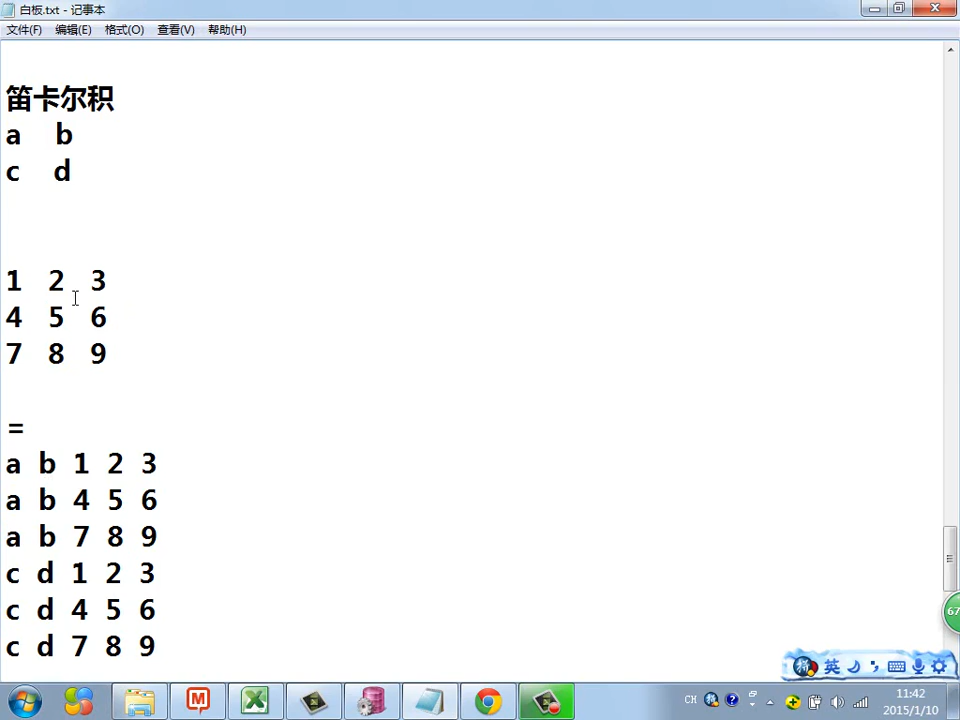 白板.txt - 记事本
文件(F) 编辑(E) 格式(O) 查看(V) 帮助(H)
笛卡尔积
a b
c d
1 2 3
4 5 6
7 8 9
=
a b 1 2 3
a b 4 5 6
a b 7 8 9
c d 1 2 3
c d 4 5 6
c d 7 8 9
67
英
CH
11:42
2015/1/10